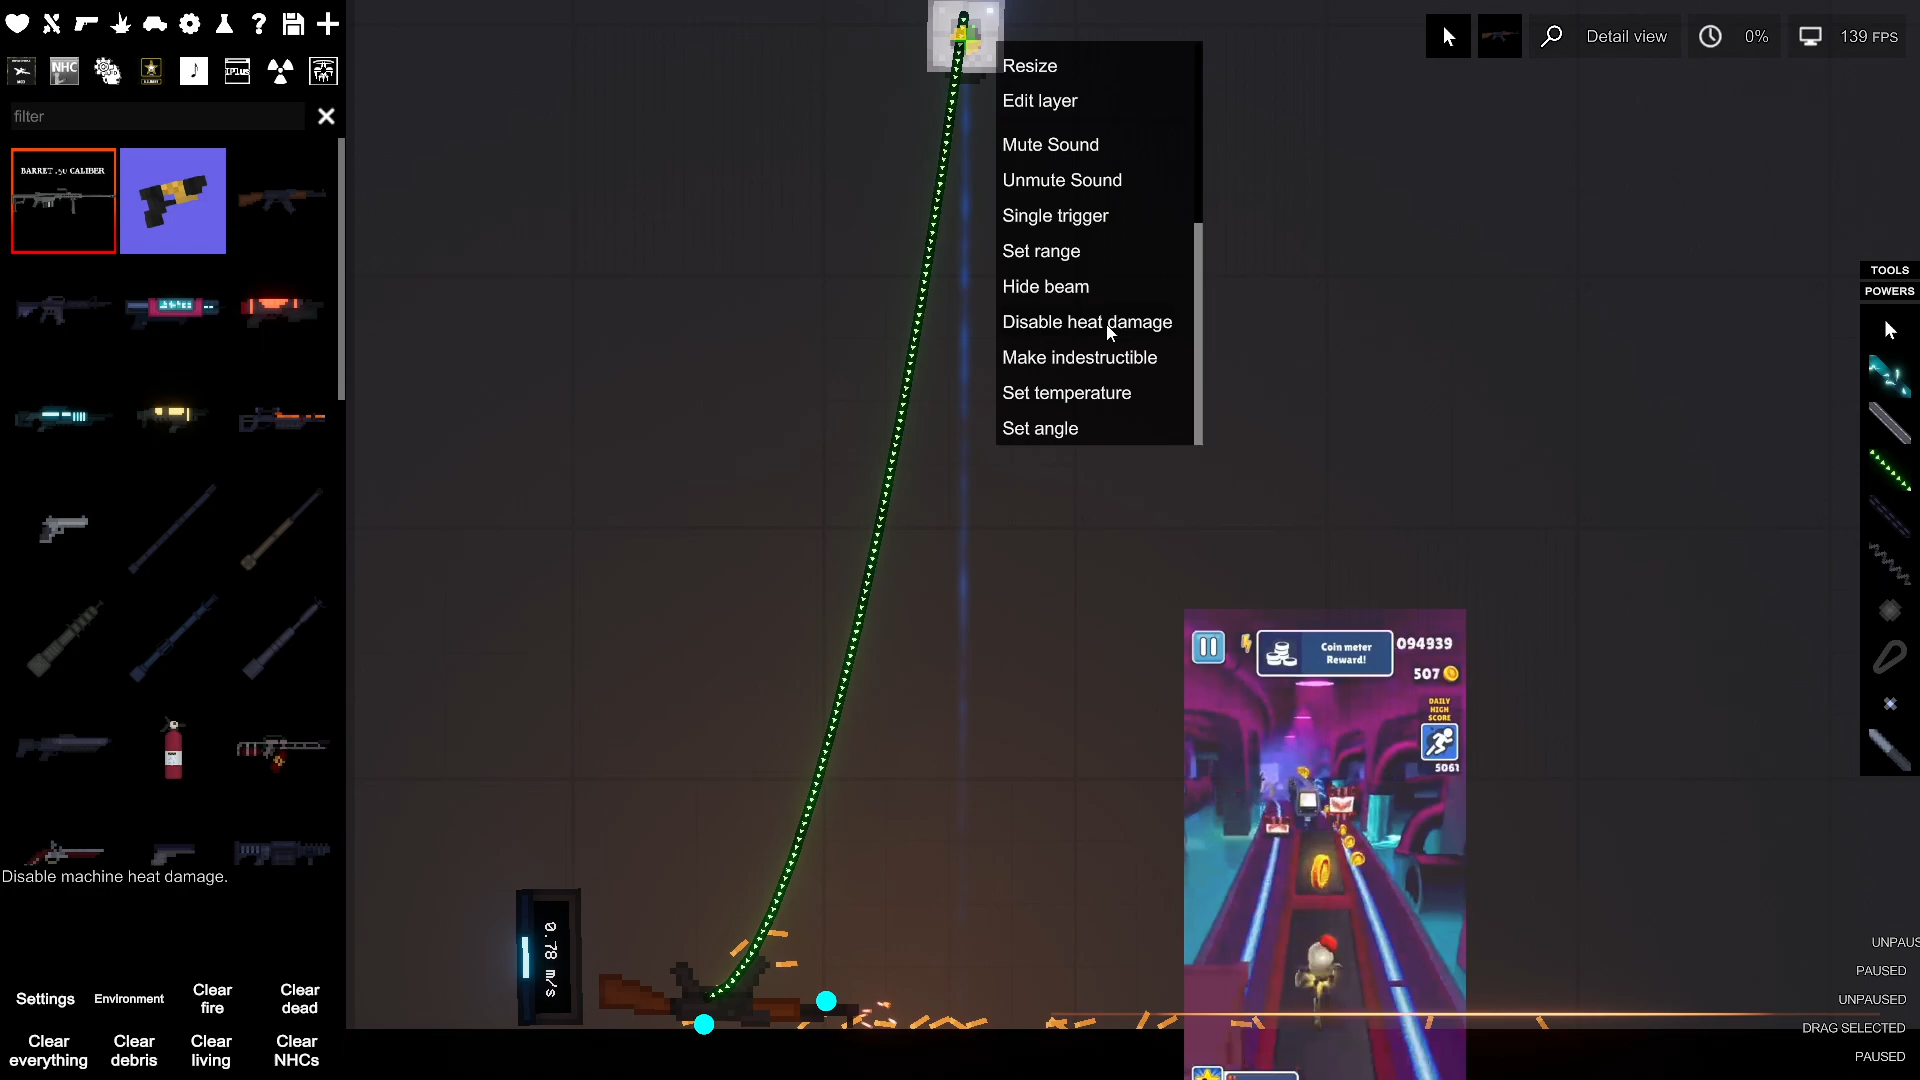 NHC
filter
BARRET .50 CALIBER
Disable machine heat damage.
Settings
Environment
Clear fire
Clear dead
Clear everything
Clear debris
Clear living
Clear NHCs
Resize
Edit layer
Mute Sound
Unmute Sound
Single trigger
Set range
Hide beam
Disable heat damage
Make indestructible
Set temperature
Set angle
Detail view
0%
139 FPS
TOOLS
POWERS
0.78 m/s
Coin meter
Reward!
094939
507
DAILY
HIGH
SCORE
5061
UNPAUS
PAUSED
UNPAUSED
DRAG SELECTED
PAUSED